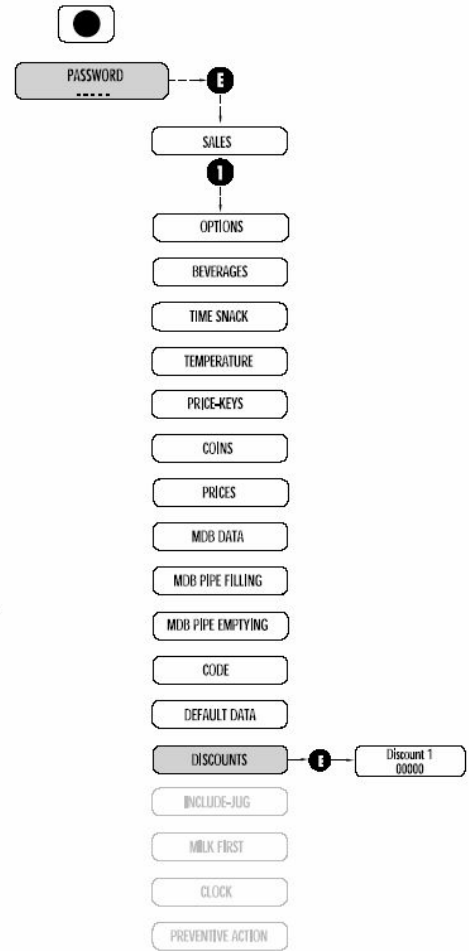 PASSWORD
-----
E
SALES
1
OPTIONS
BEVERAGES
TIME SNACK
TEMPERATURE
PRICE-KEYS
COINS
PRICES
MDB DATA
MDB PIPE FILLING
MDB PIPE EMPTYING
CODE
DEFAULT DATA
DISCOUNTS
E
Discount 1
00000
INCLUDE-JUG
MILK FIRST
CLOCK
PREVENTIVE ACTION